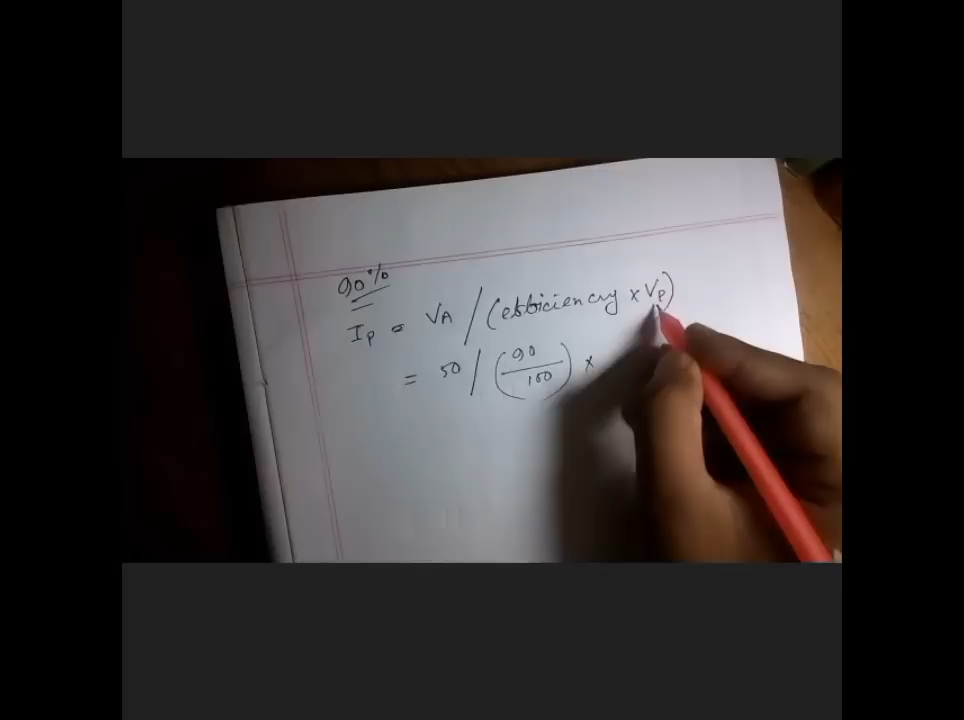 90%
Ip = VA / (efficiency x Vp)
= 50 / (90/100) x